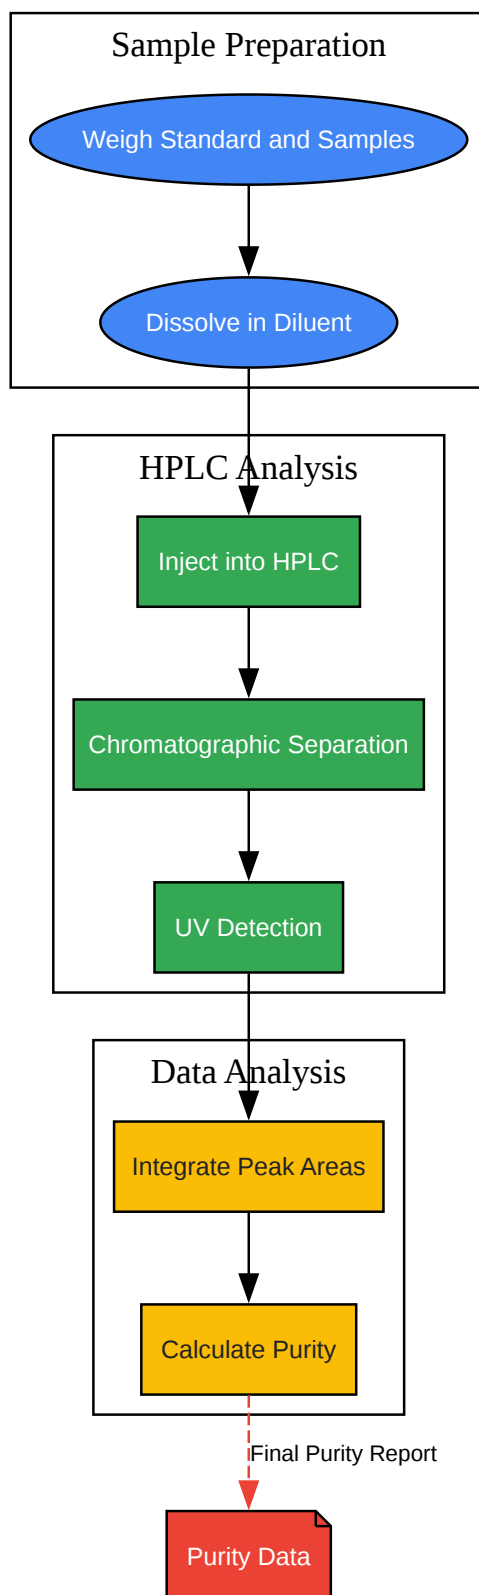 Sample Preparation
Weigh Standard and Samples
Dissolve in Diluent
HPLC Analysis
Inject into HPLC
Chromatographic Separation
UV Detection
Data Analysis
Integrate Peak Areas
Calculate Purity
Final Purity Report
Purity Data